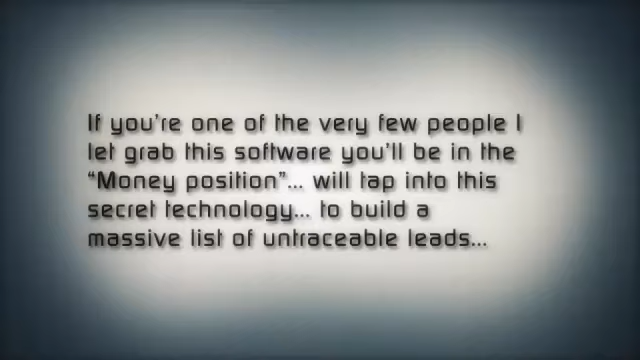 If you're one of the very few people I
let grab this software you'll be in the
“Money position”... will tap into this
secret technology... to build a
massive list of untraceable leads...